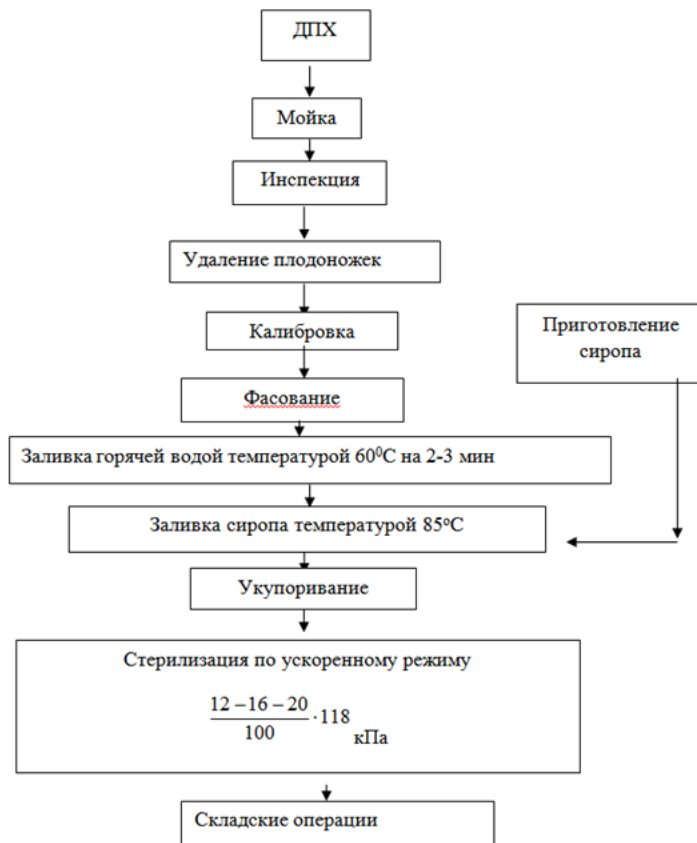 ДПХ
Мойка
Инспекция
Удаление плодоножек
Калибровка
Приготовление
сиропа
Фасование
Заливка горячей водой температурой 60⁰С на 2-3 мин
Заливка сиропа температурой 85ºС
Укупоривание
Стерилизация по ускоренному режиму
12 – 16 – 20
100
·118
кПа
Складские операции